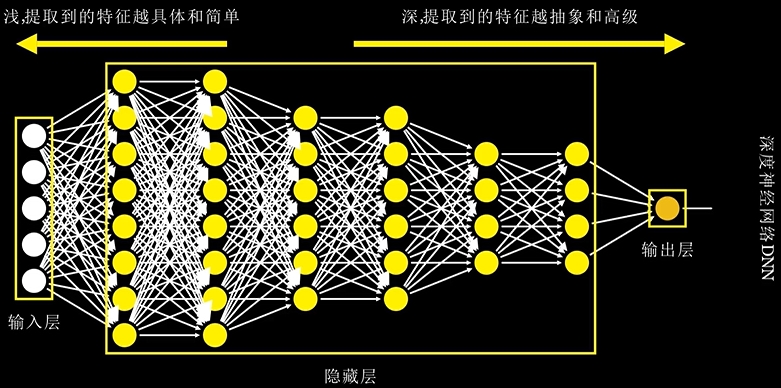 浅,提取到的特征越具体和简单
深,提取到的特征越抽象和高级
深度神经网络DNN
输出层
输入层
隐藏层